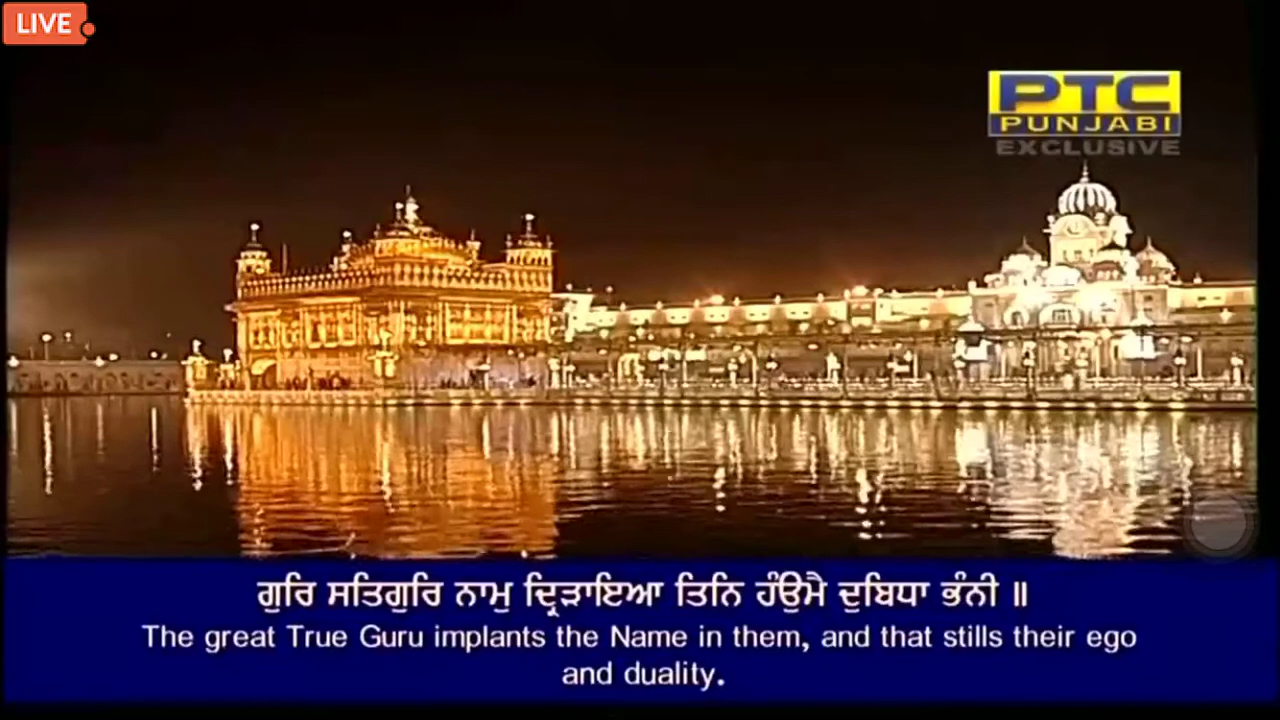 LIVE
PTC
PUNJABI
EXCLUSIVE
ਗੁਰਿ ਸਤਿਗੁਰਿ ਨਾਮੁ ਦ੍ਰਿੜਾਇਆ ਤਿਨਿ ਹੰਉਮੈ ਦੁਬਿਧਾ ਭੰਨੀ ॥
The great True Guru implants the Name in them, and that stills their ego
and duality.